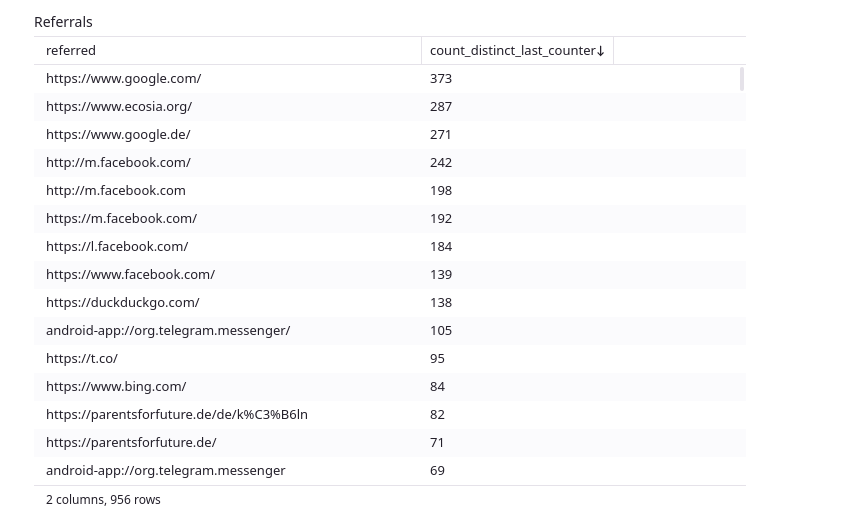 Referrals
referred count_distinct_last_counter↓
https://www.google.com/ 373
https://www.ecosia.org/ 287
https://www.google.de/ 271
http://m.facebook.com/ 242
http://m.facebook.com 198
https://m.facebook.com/ 192
https://l.facebook.com/ 184
https://www.facebook.com/ 139
https://duckduckgo.com/ 138
android-app://org.telegram.messenger/ 105
https://t.co/ 95
https://www.bing.com/ 84
https://parentsforfuture.de/de/k%C3%B6ln 82
https://parentsforfuture.de/ 71
android-app://org.telegram.messenger 69
2 columns, 956 rows